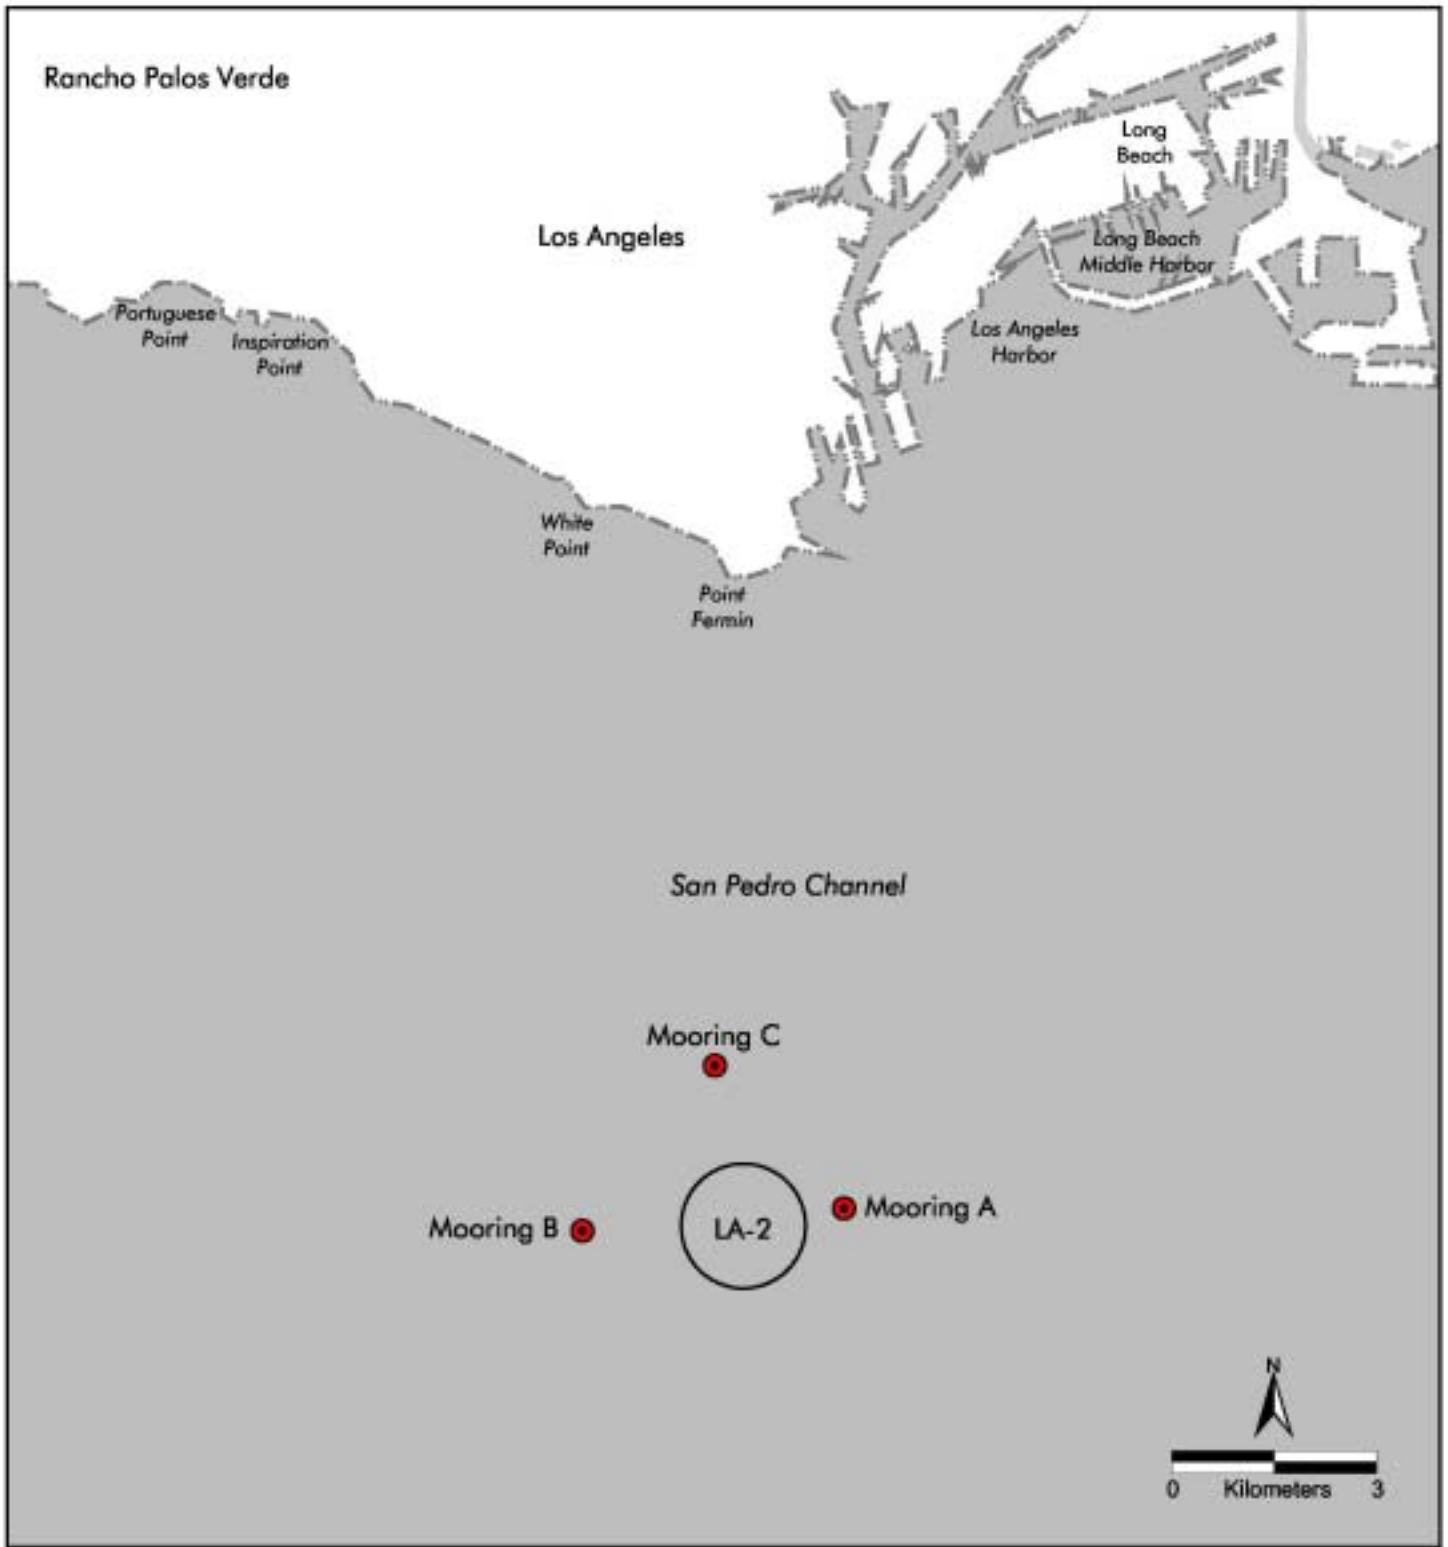 Rancho Palos Verde
Long
Beach
Los Angeles
Long Beach
Middle Harbor
Portuguese
Point
Inspiration
Point
Los Angeles
Harbor
White
Point
Point
Fermin
San Pedro Channel
Mooring C
Mooring A
Mooring B
LA-2
N
0 Kilometers 3